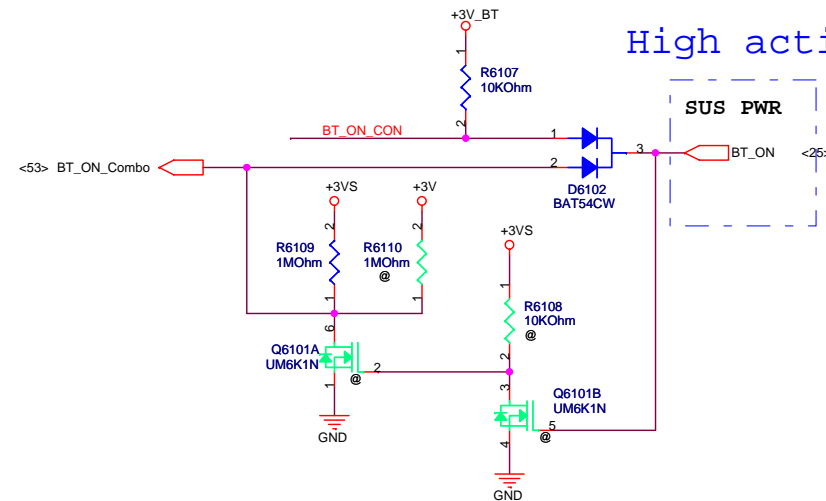 +3V_BT
High acti
1
R6107
10KOhm
2
SUS PWR
BT_ON_CON
1
3
BT_ON
<25>
<53> BT_ON_Combo
2
D6102
BAT54CW
+3VS
+3V
2
2
R6109
1MOhm
R6110
1MOhm
@
1
1
+3VS
1
R6108
10KOhm
@
2
6
Q6101A
UM6K1N
2
@
1
GND
3
Q6101B
UM6K1N
5
@
4
GND